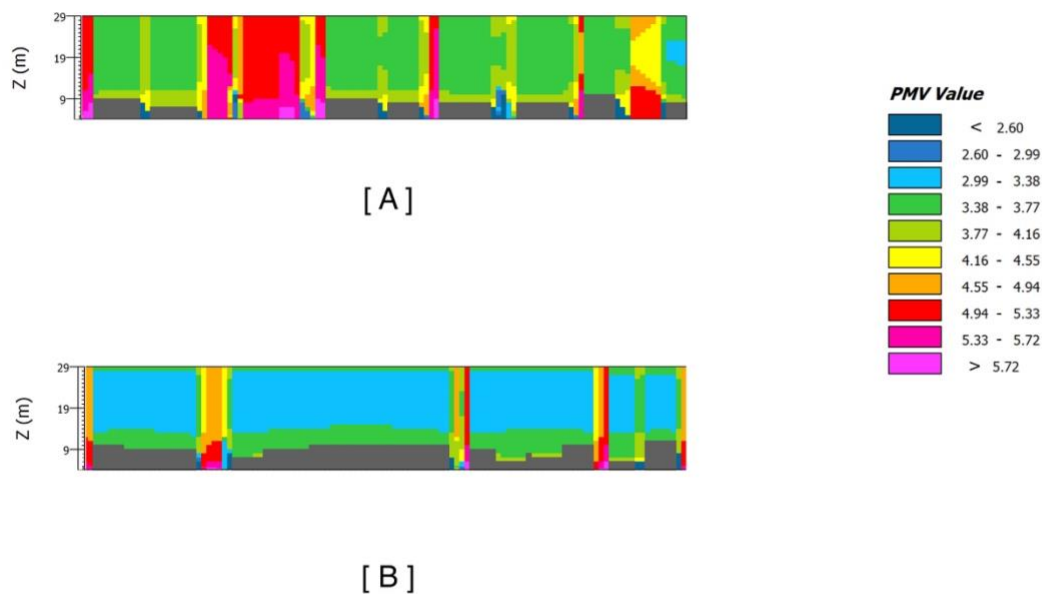 29
19
9
Z (m)
[ A ]
PMV Value
< 2.60
2.60 - 2.99
2.99 - 3.38
3.38 - 3.77
3.77 - 4.16
4.16 - 4.55
4.55 - 4.94
4.94 - 5.33
5.33 - 5.72
> 5.72
29
19
9
Z (m)
[ B ]